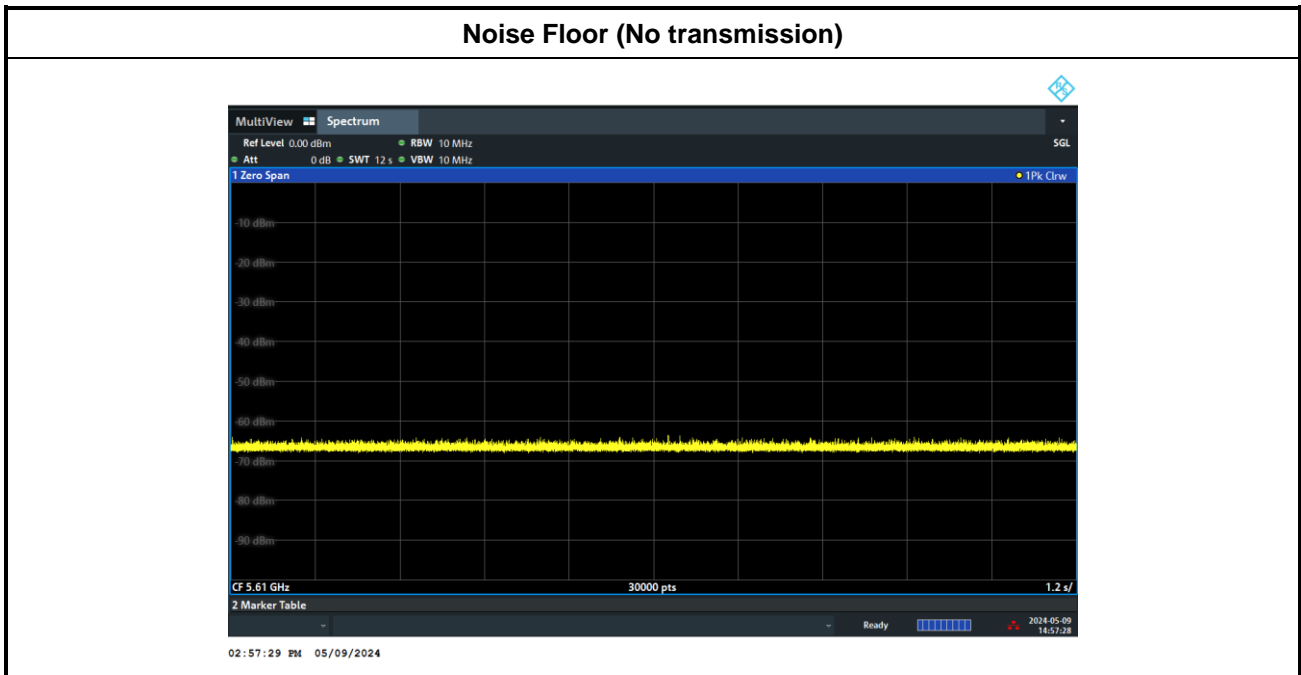 Noise Floor (No transmission)
R S
MultiView Spectrum
Ref Level 0.00 dBm RBW 10 MHz SGL
Att 0 dB SWT 12 s VBW 10 MHz
1 Zero Span 1Pk Clrw
-10 dBm
-20 dBm
-30 dBm
-40 dBm
-50 dBm
-60 dBm
-70 dBm
-80 dBm
-90 dBm
CF 5.61 GHz 30000 pts 1.2 s/
2 Marker Table
Ready 2024-05-09
14:57:28
02:57:29 PM 05/09/2024